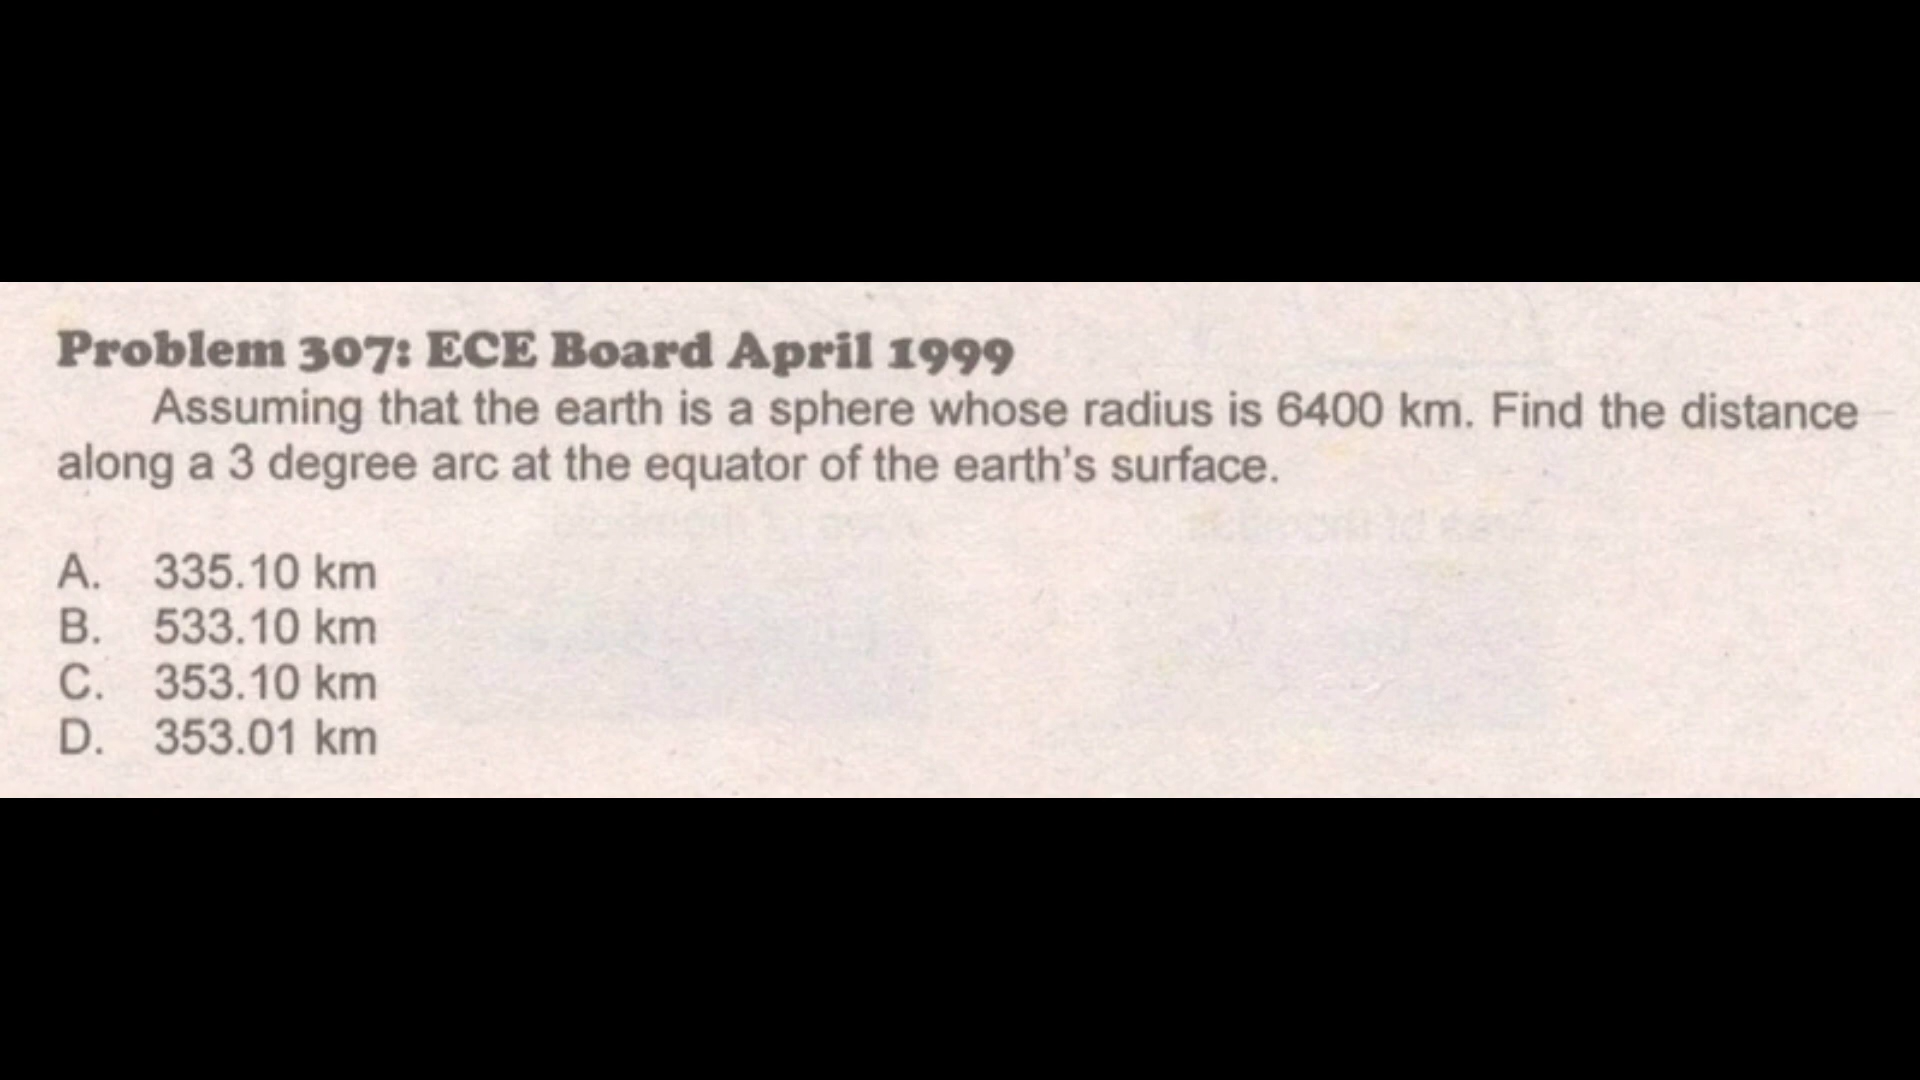 Problem 307: ECE Board April 1999
Assuming that the earth is a sphere whose radius is 6400 km. Find the distance
along a 3 degree arc at the equator of the earth's surface.
A. 335.10 km
B. 533.10 km
C. 353.10 km
D. 353.01 km